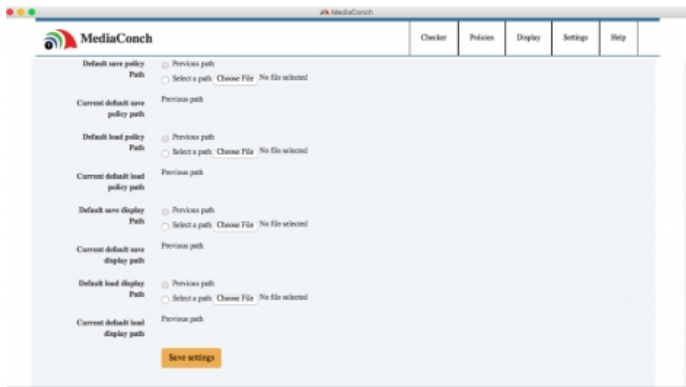 MediaConch
MediaConch Checker Policies Display Settings Help
Default save policy Path
Previous path
Select a path Choose File No file selected
Current default save policy path
Previous path
Default load policy Path
Previous path
Select a path Choose File No file selected
Current default load policy path
Previous path
Default save display Path
Previous path
Select a path Choose File No file selected
Current default save display path
Previous path
Default load display Path
Previous path
Select a path Choose File No file selected
Current default load display path
Previous path
Save settings